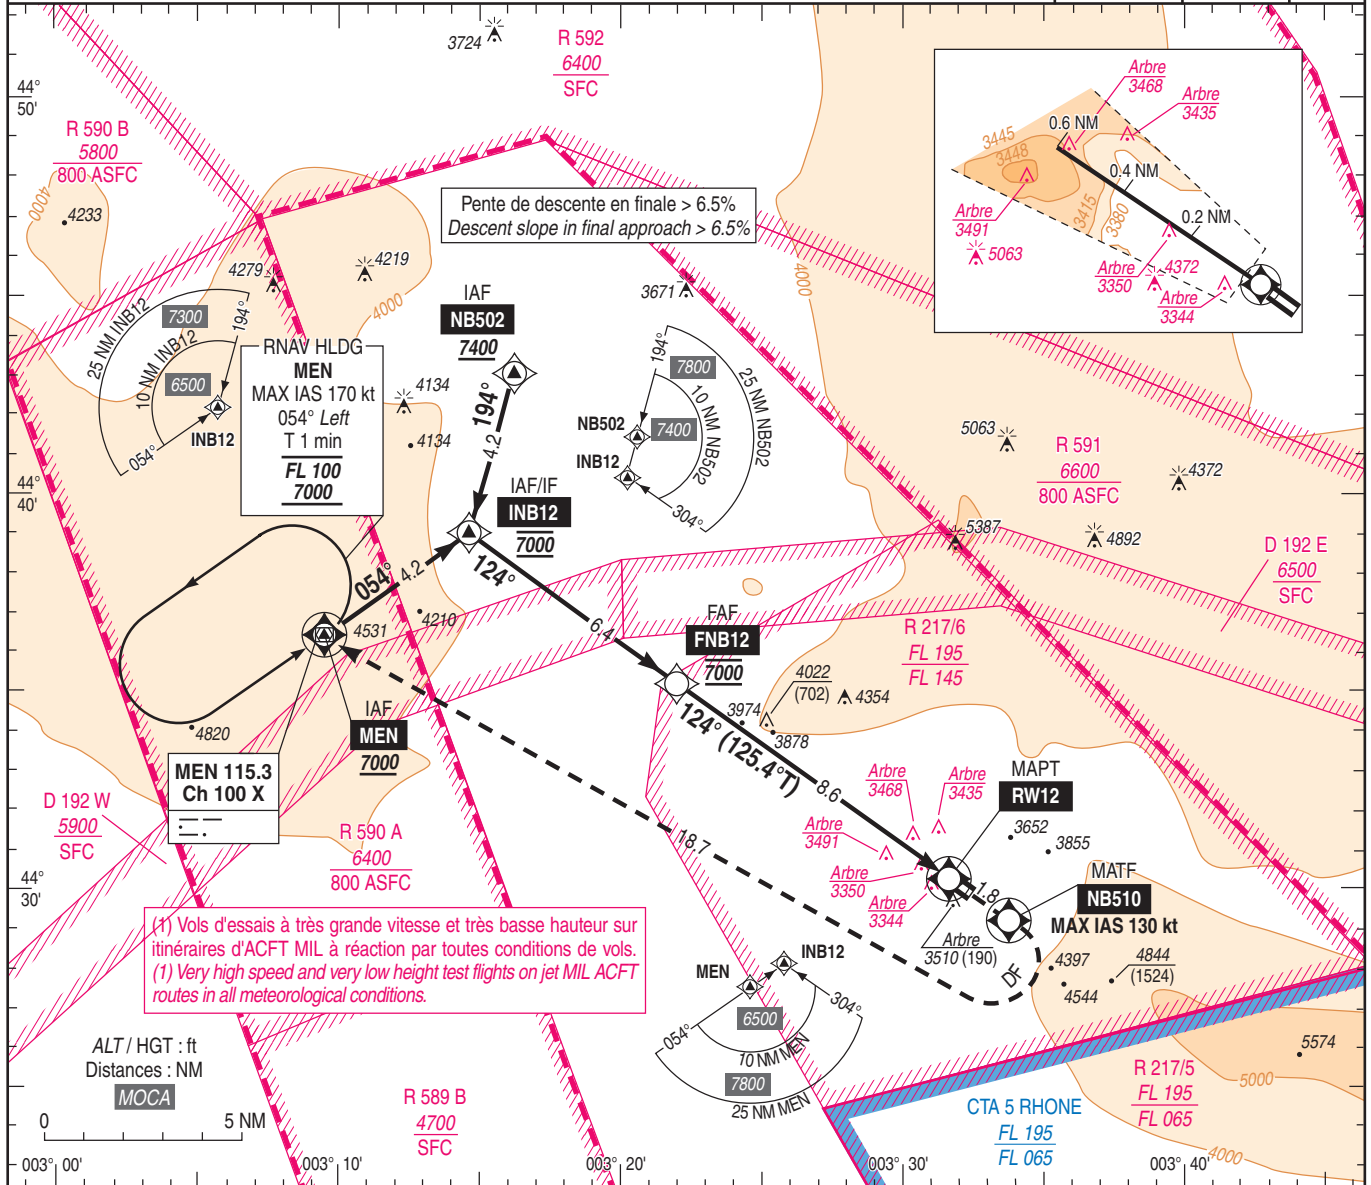 3724
R 592
6400
SFC
44°
50'
R 590 B
5800
800 ASFC
4000
4233
Arbre
3468
Arbre
3435
0.6 NM
3445
3448
0.4 NM
3415
3380
0.2 NM
Arbre
3491
5063
Arbre
3350
4372
Arbre
3344
Pente de descente en finale > 6.5%
Descent slope in final approach > 6.5%
4279
4219
4000
3671
4000
25 NM INB12
7300
194°
10 NM INB12
6500
INB12
054°
RNAV HLDG
MEN
MAX IAS 170 kt
054° Left
T 1 min
FL 100
7000
IAF
NB502
7400
194°
4.2
4134
4134
194°
7800
10 NM NB502
25 NM NB502
NB502
7400
INB12
304°
5063
R 591
6600
800 ASFC
4372
44°
40'
IAF/IF
INB12
7000
5387
4892
D 192 E
6500
SFC
054°
4.2
124°
4210
4531
6.4
FAF
FNB12
7000
R 217/6
FL 195
FL 145
4022
(702)
4354
3974
3878
124° (125.4°T)
8.6
IAF
MEN
7000
4820
MEN 115.3
Ch 100 X
D 192 W
5900
SFC
R 590 A
6400
800 ASFC
18.7
Arbre
3468
Arbre
3435
Arbre
3491
Arbre
3350
Arbre
3344
MAPT
RW12
3652
3855
44°
30'
1.8
MATF
NB510
MAX IAS 130 kt
Arbre
3510 (190)
DF
4397
4844
(1524)
4544
(1) Vols d'essais à très grande vitesse et très basse hauteur sur
itinéraires d'ACFT MIL à réaction par toutes conditions de vols.
(1) Very high speed and very low height test flights on jet MIL ACFT
routes in all meteorological conditions.
INB12
MEN
304°
054°
6500
10 NM MEN
7800
25 NM MEN
ALT / HGT : ft
Distances : NM
MOCA
0
5 NM
R 589 B
4700
SFC
CTA 5 RHONE
FL 195
FL 065
R 217/5
FL 195
FL 065
5574
5000
4000
003° 00'
003° 10'
003° 20'
003° 30'
003° 40'